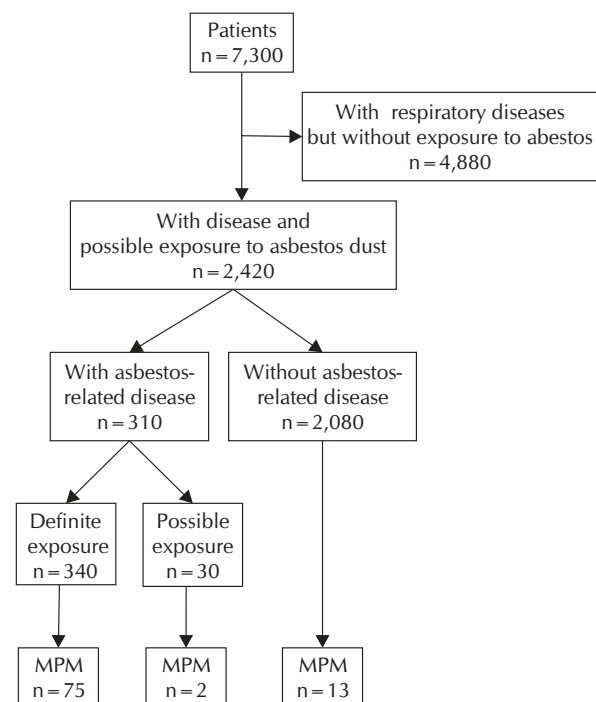 Patients
n=7,300
With respiratory diseases
but without exposure to abestos
n=4,880
With disease and
possible exposure to asbestos dust
n=2,420
With asbestos-
related disease
n=310
Without asbestos-
related disease
n=2,080
Definite
exposure
n=340
Possible
exposure
n=30
MPM
n=75
MPM
n=2
MPM
n=13